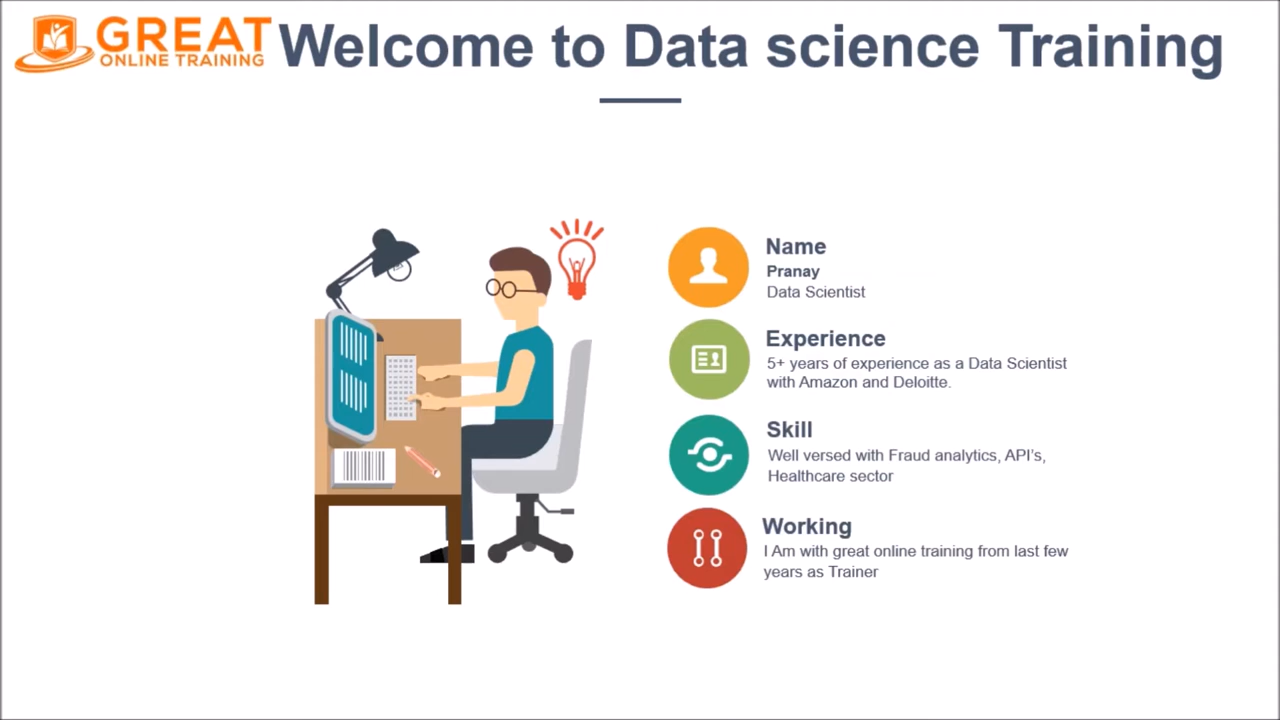 GREAT
ONLINE TRAINING
Welcome to Data science Training
Name
Pranay
Data Scientist
Experience
5+ years of experience as a Data Scientist
with Amazon and Deloitte.
Skill
Well versed with Fraud analytics, API's,
Healthcare sector
Working
I Am with great online training from last few
years as Trainer